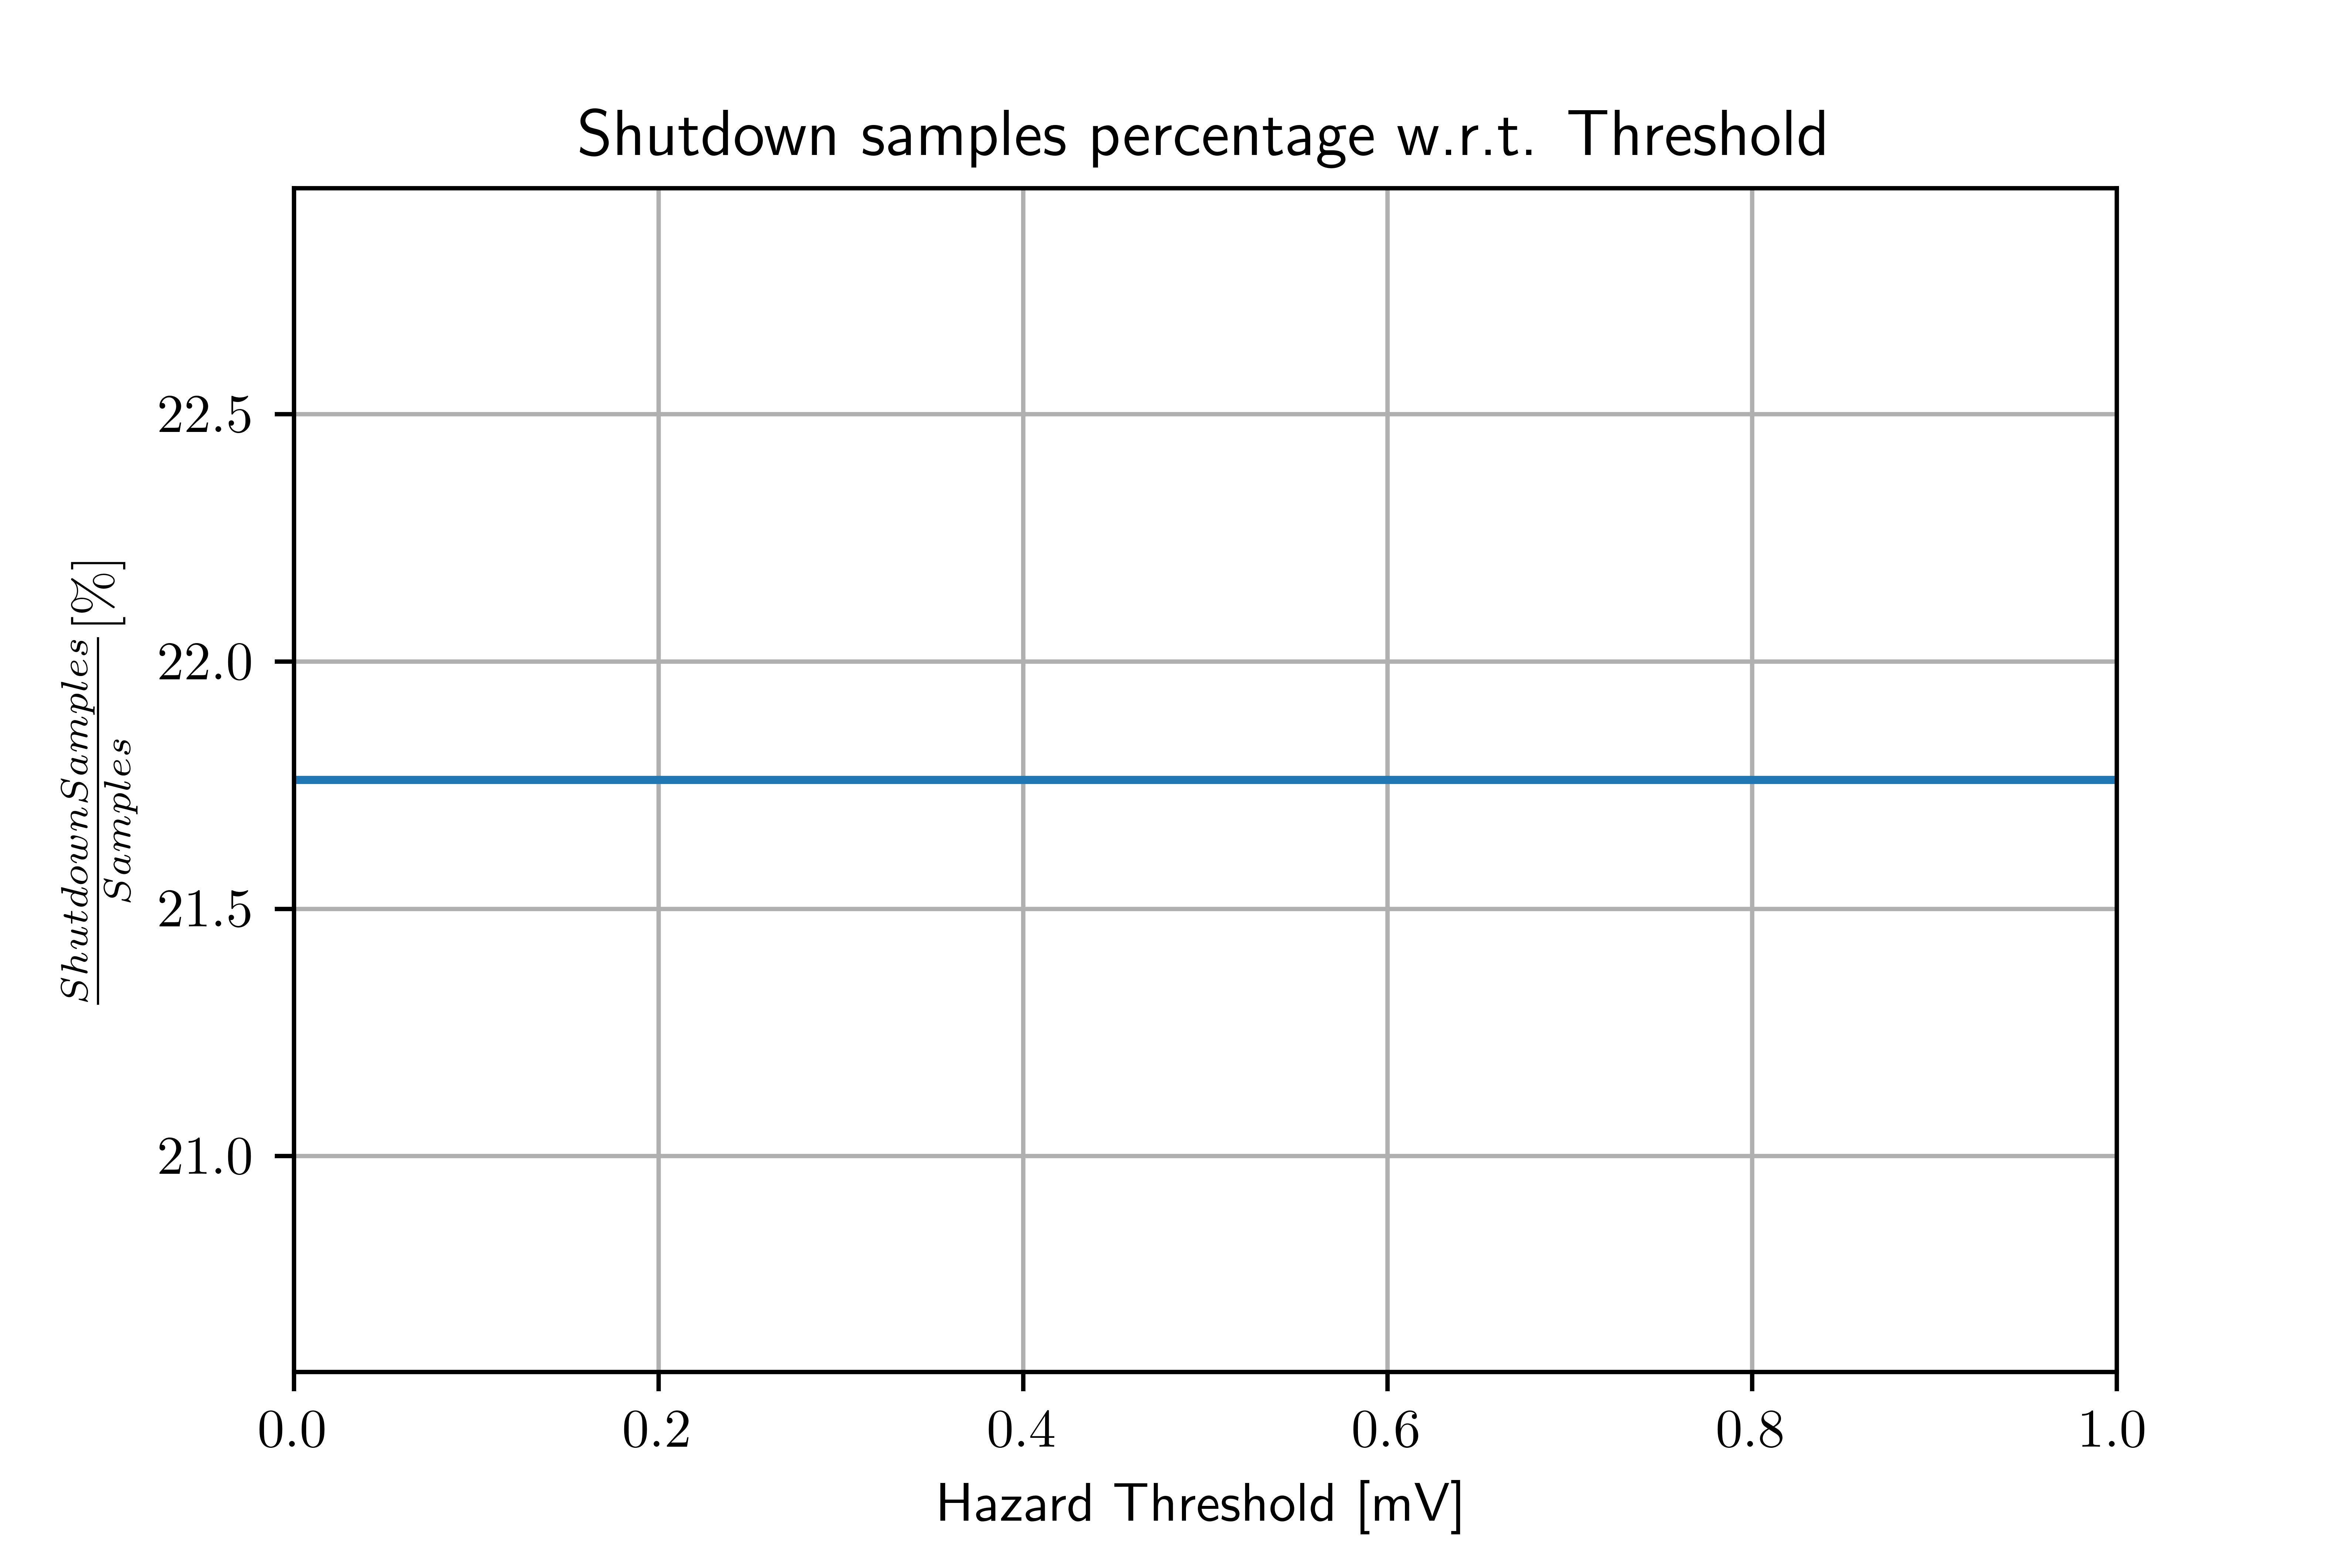 Shutdown samples percentage w.r.t. Threshold
ShutdownSamples
Samples
[%]
22.5
22.0
21.5
21.0
0.0 0.2 0.4 0.6 0.8 1.0
Hazard Threshold [mV]